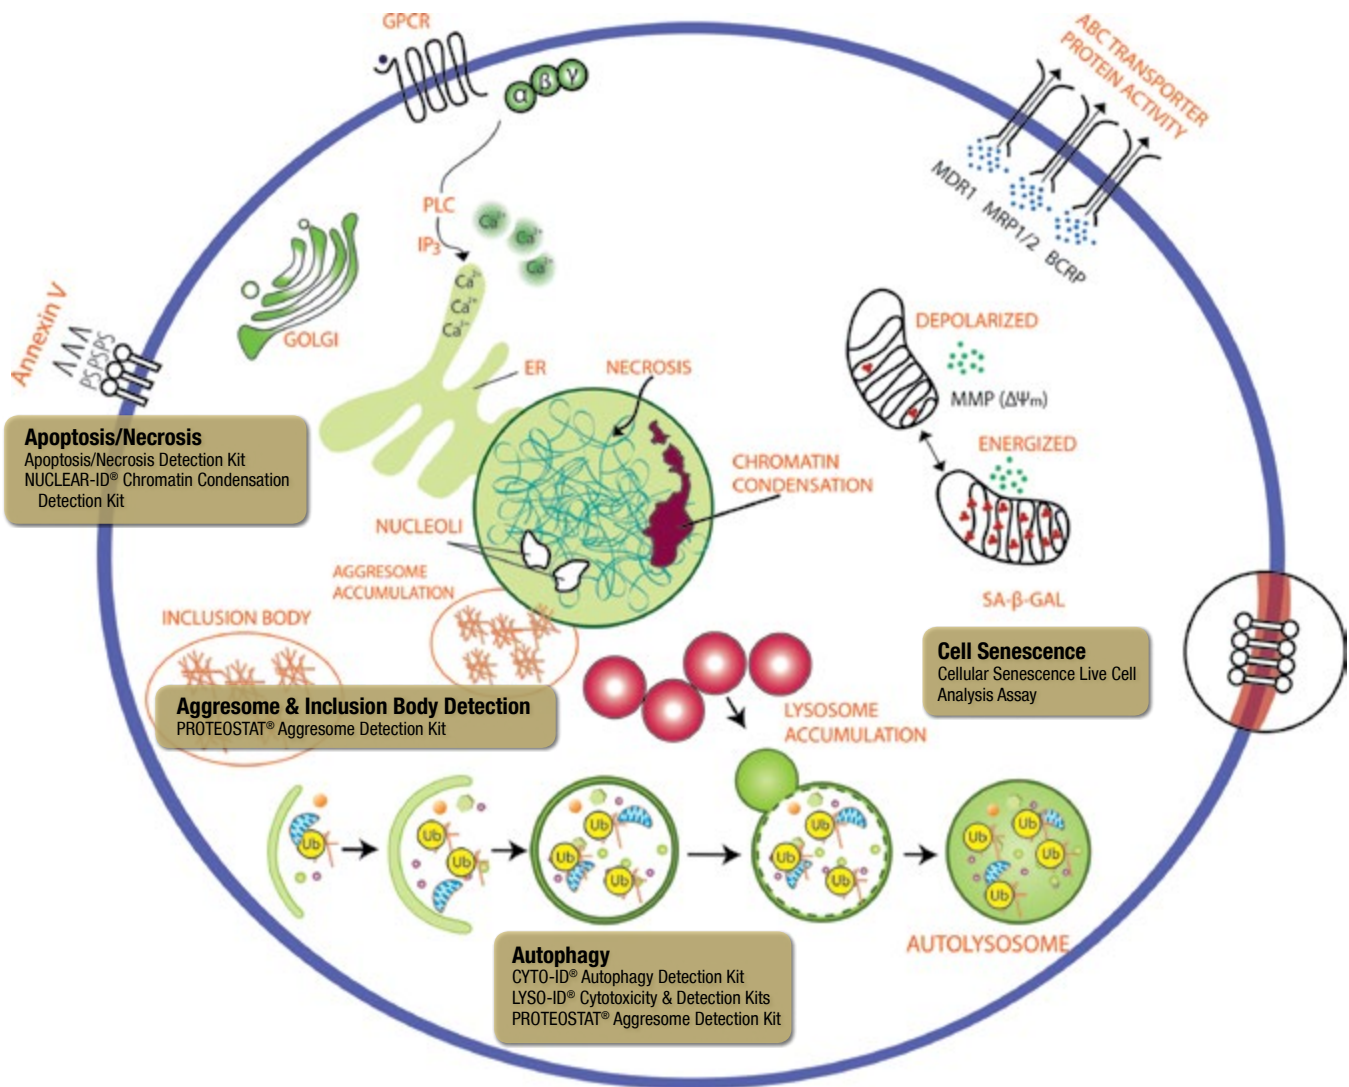 GPCR
α β γ
ABC TRANSPORTER
PROTEIN ACTIVITY
MDR1
MRP1/2
BCRP
PLC
IP₃
Ca²⁺
Ca²⁺
Ca²⁺
Ca²⁺
Ca²⁺
Ca²⁺
GOLGI
Annexin V
PS PS PS
ER
NECROSIS
DEPOLARIZED
MMP (ΔΨm)
ENERGIZED
CHROMATIN
CONDENSATION
Apoptosis/Necrosis
Apoptosis/Necrosis Detection Kit
NUCLEAR-ID® Chromatin Condensation
Detection Kit
NUCLEOLI
AGGRESOME
ACCUMULATION
INCLUSION BODY
SA-β-GAL
Cell Senescence
Cellular Senescence Live Cell
Analysis Assay
Aggresome & Inclusion Body Detection
PROTEOSTAT® Aggresome Detection Kit
LYSOSOME
ACCUMULATION
Ub
Ub
Ub
Ub
Ub
Ub
Ub
Ub
Ub
Ub
Ub
Ub
Ub
AUTOLYSOSOME
Autophagy
CYTO-ID® Autophagy Detection Kit
LYSO-ID® Cytotoxicity & Detection Kits
PROTEOSTAT® Aggresome Detection Kit